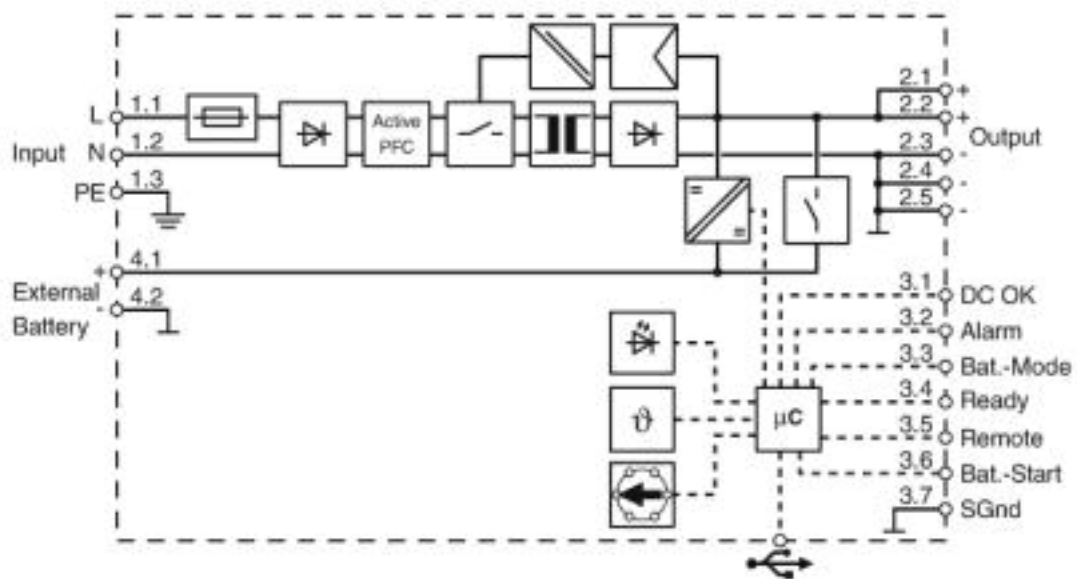 Input
L 1.1
N 1.2
PE 1.3
Active
PFC
2.1 +
2.2 +
Output
2.3 -
2.4 -
2.5 -
=
=
External
Battery
+ 4.1
- 4.2
3.1 DC OK
3.2 Alarm
3.3 Bat.-Mode
3.4 Ready
3.5 Remote
3.6 Bat.-Start
3.7 SGnd
ϑ
µC